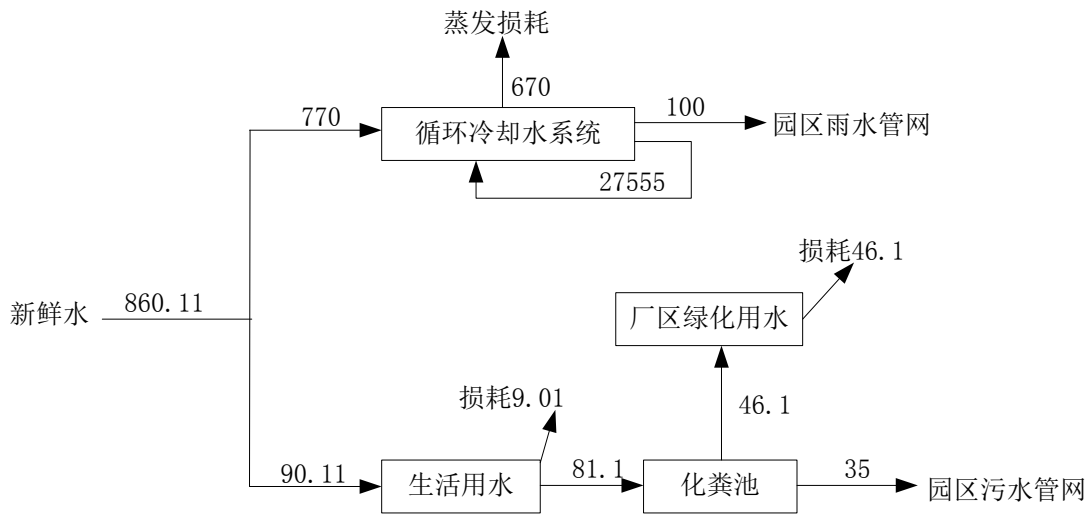 蒸发损耗
670
770
循环冷却水系统
100
园区雨水管网
27555
损耗46.1
新鲜水
860.11
厂区绿化用水
损耗9.01
46.1
90.11
生活用水
81.1
化粪池
35
园区污水管网